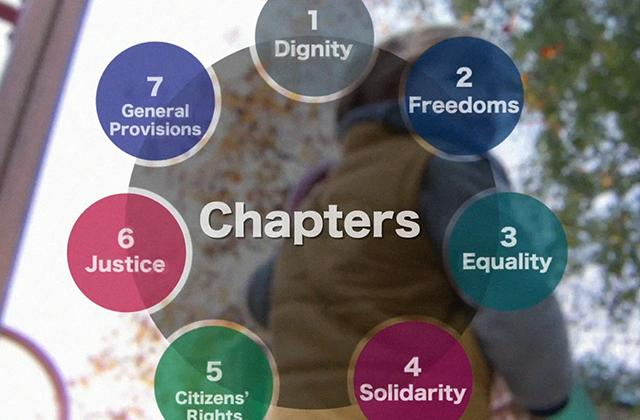 1
Dignity
2
Freedoms
3
Equality
4
Solidarity
5
Citizens’
Rights
6
Justice
7
General
Provisions
Chapters